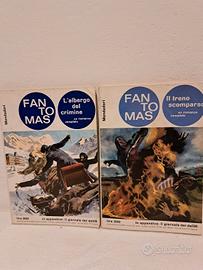 Mondadori
FAN
TO
MAS
L'albergo del
crimine
un romanzo
completo
lire 300
in appendice: il giornale dei delitti
Mondadori
FAN
TO
MAS
Il treno
scomparso
un romanzo
completo
lire 300
in appendice: il giornale dei delitti
subito